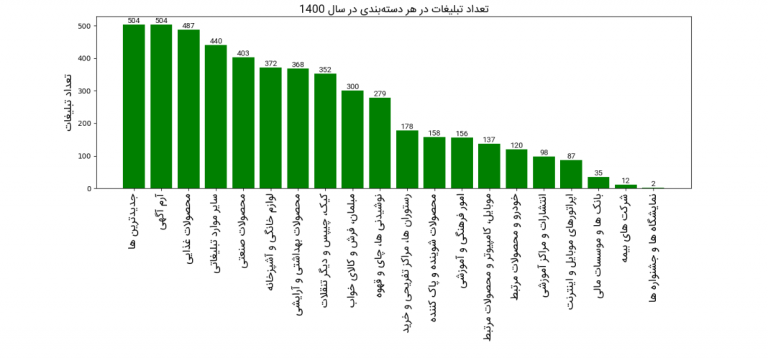 تعداد تبلیغات در هر دسته‌بندی در سال 1400
تعداد تبلیغات
500
400
300
200
100
0
504
504
487
440
403
372
368
352
300
279
178
158
156
137
120
98
87
35
12
2
جدیدترین ها
آرم آگهی
محصولات غذایی
سایر موارد تبلیغاتی
محصولات صنعتی
لوازم خانگی و آشپزخانه
محصولات بهداشتی و آرایشی
کیک، چیپس و دیگر تنقلات
مبلمان، فرش و کالای خواب
نوشیدنی ها، چای و قهوه
رستوران ها، مراکز تفریحی و خرید
محصولات شوینده و پاک کننده
امور فرهنگی و آموزشی
موبایل، کامپیوتر و محصولات مرتبط
خودرو و محصولات مرتبط
انتشارات و مراکز آموزشی
اپراتورهای موبایل و اینترنت
بانک ها و موسسات مالی
شرکت های بیمه
نمایشگاه ها و جشنواره ها